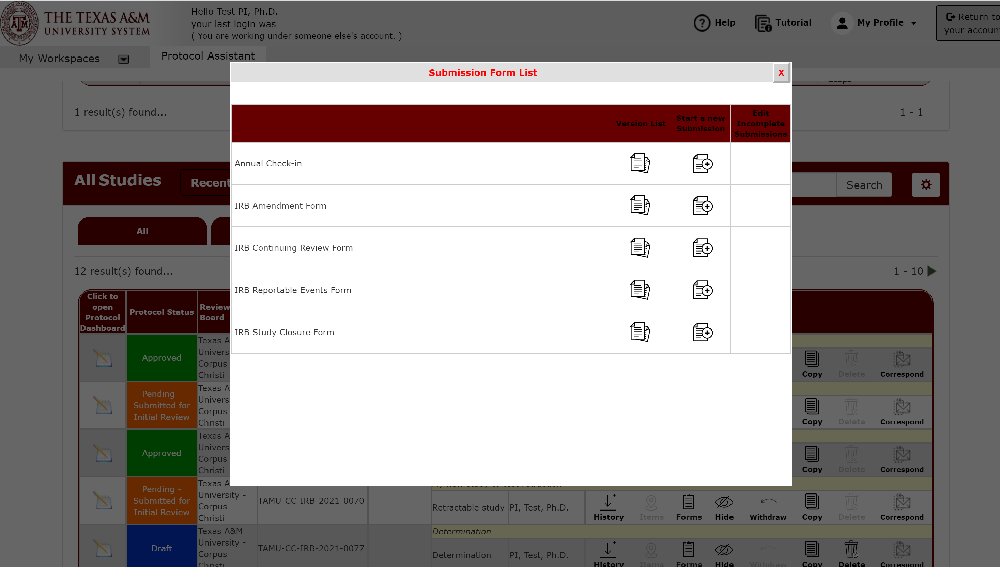 THE TEXAS A&M
UNIVERSITY SYSTEM
Hello Test PI, Ph.D.
your last login was
( You are working under someone else's account. )
Help
Tutorial
My Profile
Return to
your accoun
My Workspaces
Protocol Assistant
Submission Form List
X
Steps
1 result(s) found...
1 - 1
Version List
Start a new
Submission
Edit
Incomplete
Submissions
Annual Check-in
IRB Amendment Form
IRB Continuing Review Form
IRB Reportable Events Form
IRB Study Closure Form
All Studies
Recent
Search
All
12 result(s) found...
1 - 10
Click to
open
Protocol
Dashboard
Protocol Status
Review
Board
Approved
Texas A
Univers
Corpus
Christi
Copy
Delete
Correspond
Pending -
Submitted for
Initial Review
Texas A
Univers
Corpus
Christi
Copy
Delete
Correspond
Approved
Texas A
Univers
Corpus
Christi
Copy
Delete
Correspond
My new study to test retraction
Pending -
Submitted for
Initial Review
Texas A&M
University -
Corpus
Christi
TAMU-CC-IRB-2021-0070
Retractable study
PI, Test, Ph.D.
History
Items
Forms
Hide
Withdraw
Copy
Delete
Correspond
Determination
Draft
Texas A&M
University -
Corpus
Christi
TAMU-CC-IRB-2021-0077
Determination
PI, Test, Ph.D.
History
Items
Forms
Hide
Withdraw
Copy
Delete
Correspond